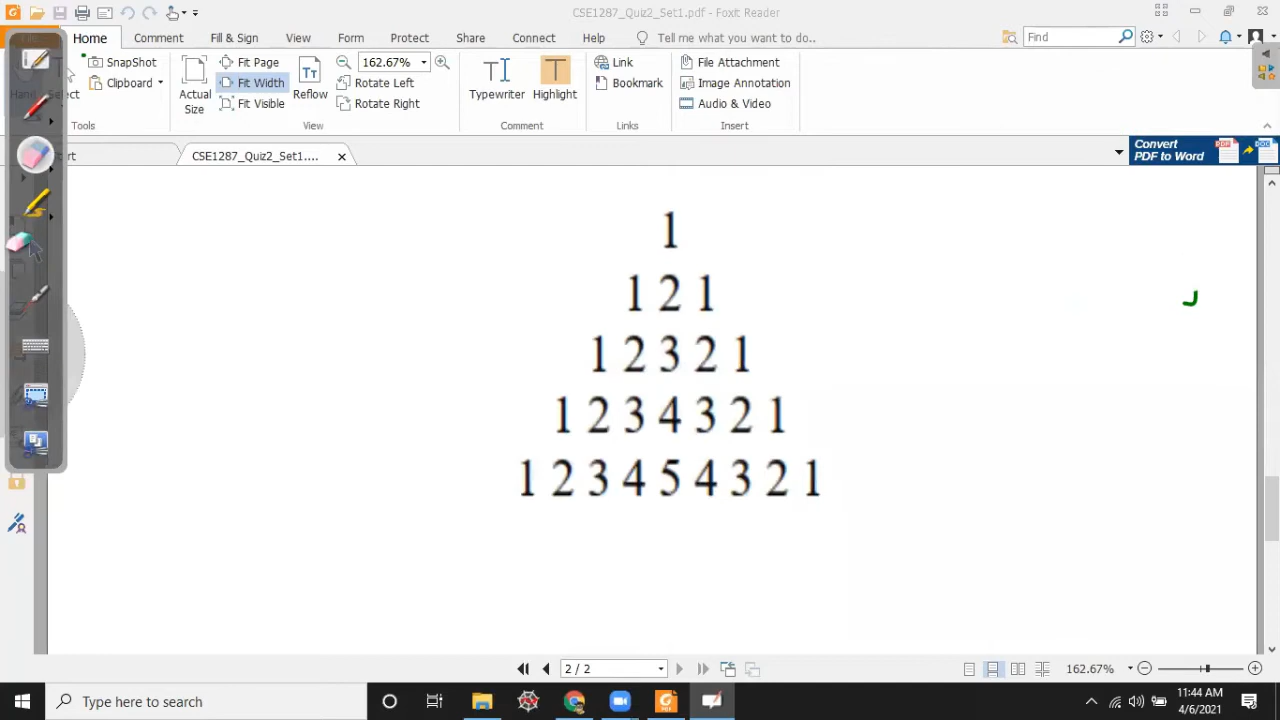 CSE1287_Quiz2_Set1.pdf - Foxit Reader
File Home Comment Fill & Sign View Form Protect Share Connect Help Tell me what you want to do.. Find
SnapShot
Clipboard
Hand Select
Tools
Actual Size
Fit Page
Fit Width
Fit Visible
Reflow
162.67%
Rotate Left
Rotate Right
View
Typewriter
Highlight
Comment
Link
Bookmark
Links
File Attachment
Image Annotation
Audio & Video
Insert
CSE1287_Quiz2_Set1....
Convert
PDF to Word
1
1 2 1
1 2 3 2 1
1 2 3 4 3 2 1
1 2 3 4 5 4 3 2 1
2 / 2
162.67%
Type here to search
11:44 AM
4/6/2021